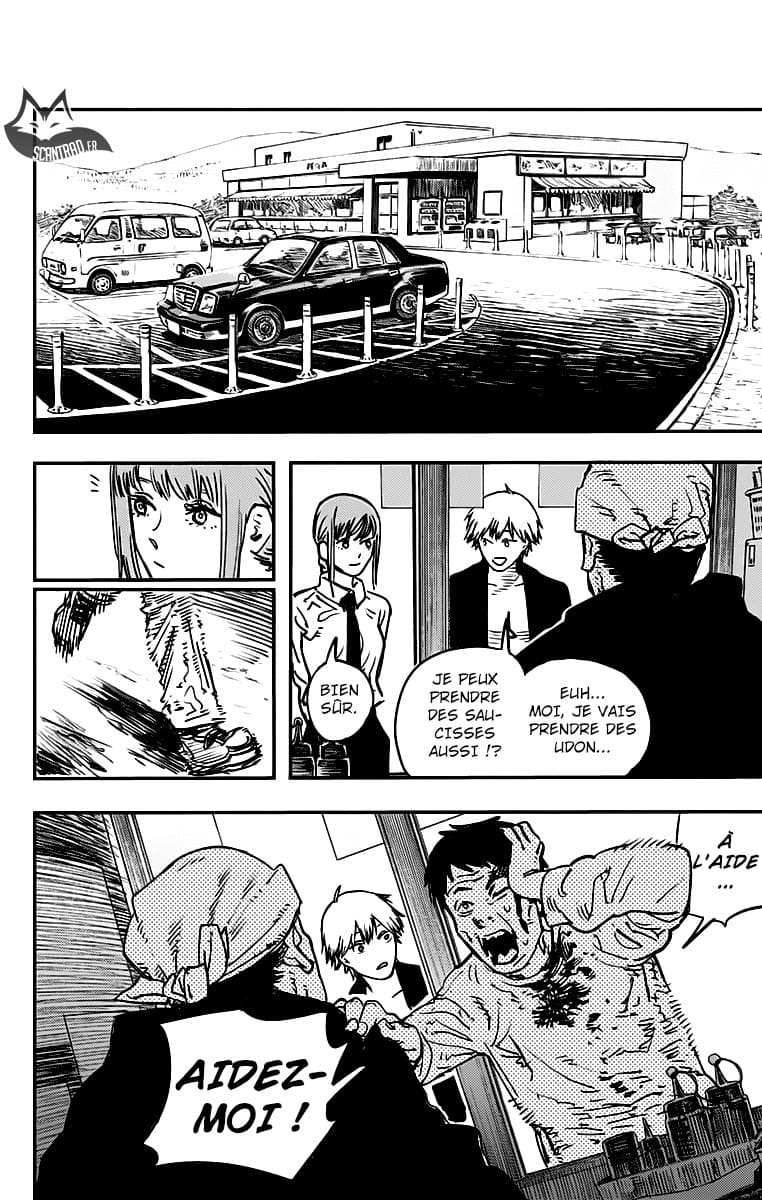 SCANTRAD.FR
EUH...
MOI, JE VAIS
PRENDRE DES
UDON...
JE PEUX
PRENDRE
DES SAU-
CISSES
AUSSI !?
BIEN
SÛR.
À
L'AIDE
...
AIDEZ-
MOI !